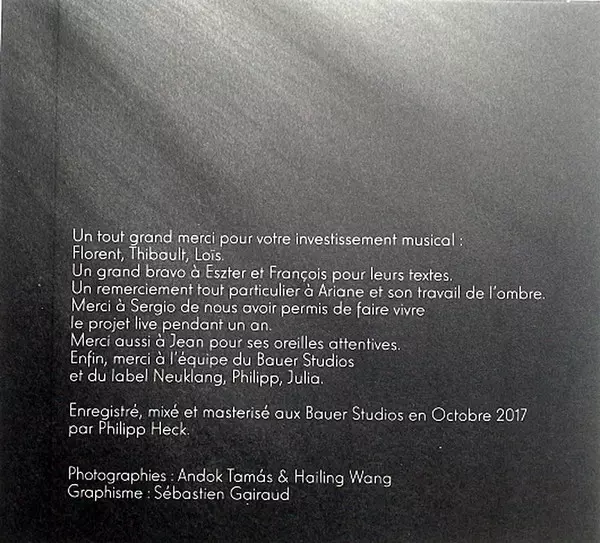 Un tout grand merci pour votre investissement musical :
Florent, Thibault, Loïs.
Un grand bravo à Eszter et François pour leurs textes.
Un remerciement tout particulier à Ariane et son travail de l'ombre.
Merci à Sergio de nous avoir permis de faire vivre
le projet live pendant un an.
Merci aussi à Jean pour ses oreilles attentives.
Enfin, merci à l'équipe du Bauer Studios
et du label Neuklang, Philipp, Julia.
Enregistré, mixé et masterisé aux Bauer Studios en Octobre 2017
par Philipp Heck.
Photographies : Andok Tamás & Hailing Wang
Graphisme : Sébastien Gairaud